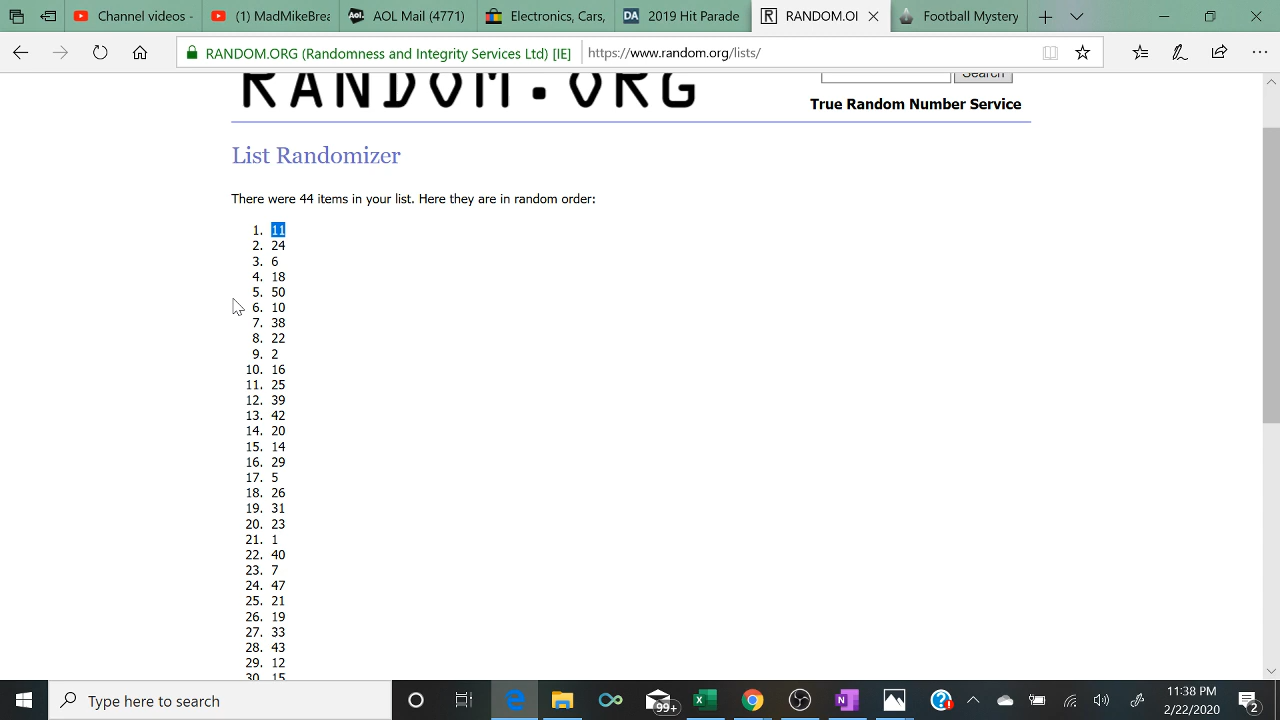 Channel videos -
(1) MadMikeBree
Aol. AOL Mail (4771)
Electronics, Cars,
DA 2019 Hit Parade
R RANDOM.OI
Football Mystery
RANDOM.ORG (Randomness and Integrity Services Ltd) [IE] https://www.random.org/lists/
RANDOM.ORG
Search
True Random Number Service
List Randomizer
There were 44 items in your list. Here they are in random order:
1. 11
2. 24
3. 6
4. 18
5. 50
6. 10
7. 38
8. 22
9. 2
10. 16
11. 25
12. 39
13. 42
14. 20
15. 14
16. 29
17. 5
18. 26
19. 31
20. 23
21. 1
22. 40
23. 7
24. 47
25. 21
26. 19
27. 33
28. 43
29. 12
30. 15
Type here to search
99+
11:38 PM
2/22/2020
2